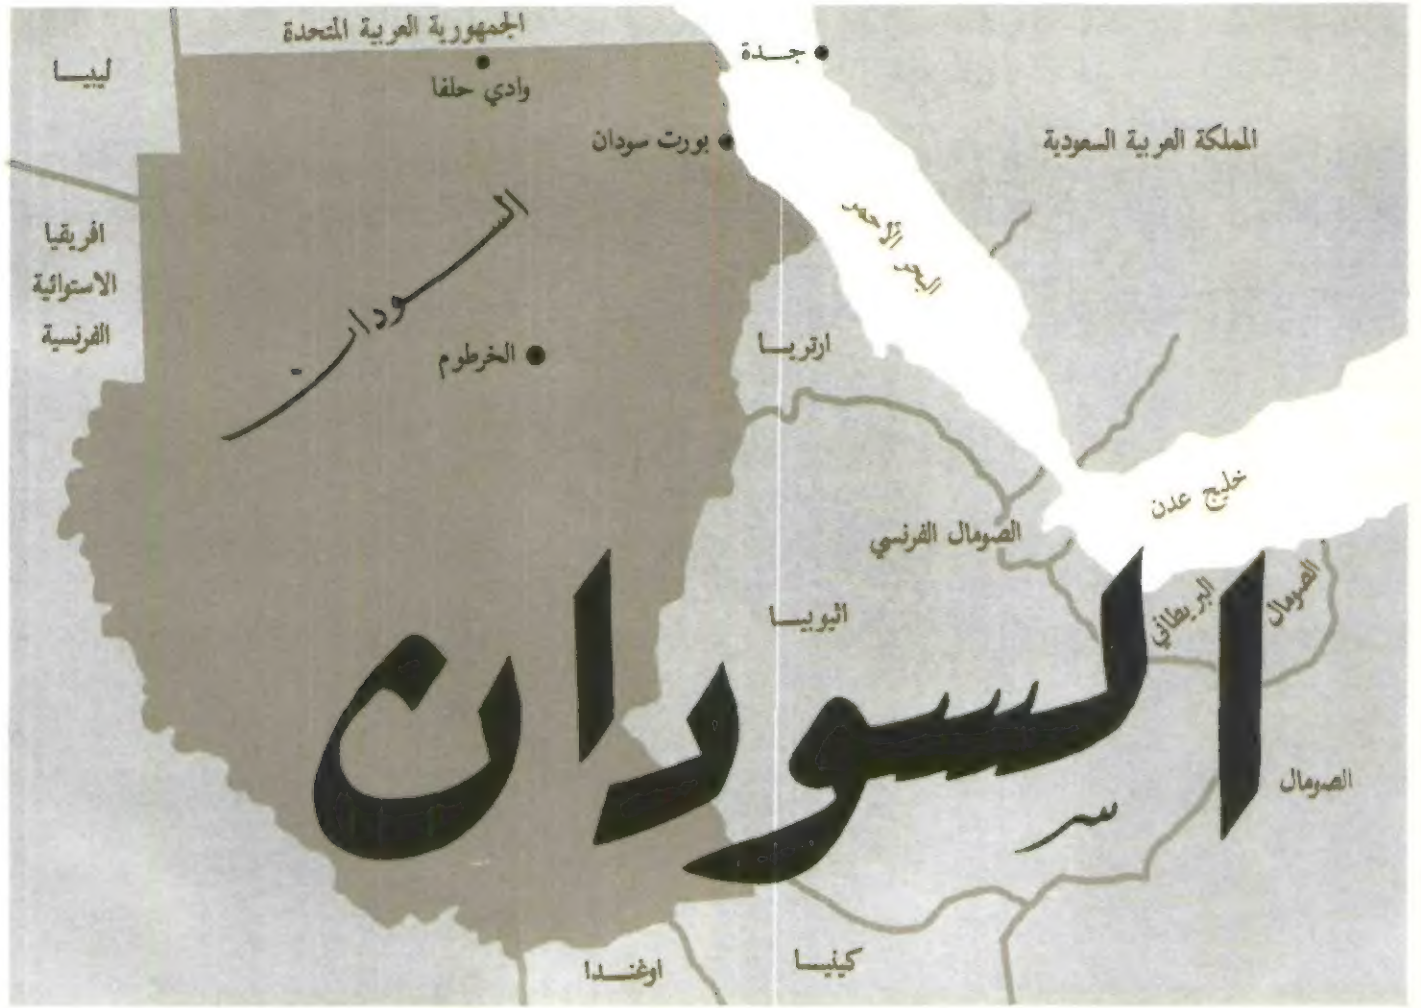 الجمهورية العربية المتحدة
ليبيا
وادي حلفا
جدة
بورت سودان
المملكة العربية السعودية
السودان
افريقيا
الاستوائية
الفرنسية
البحر الاحمر
الخرطوم
ارتريا
خليج عدن
الصومال الفرنسي
الصومال
البريطاني
اثيوبيا
السودان
الصومال
اوغندا
كينيا